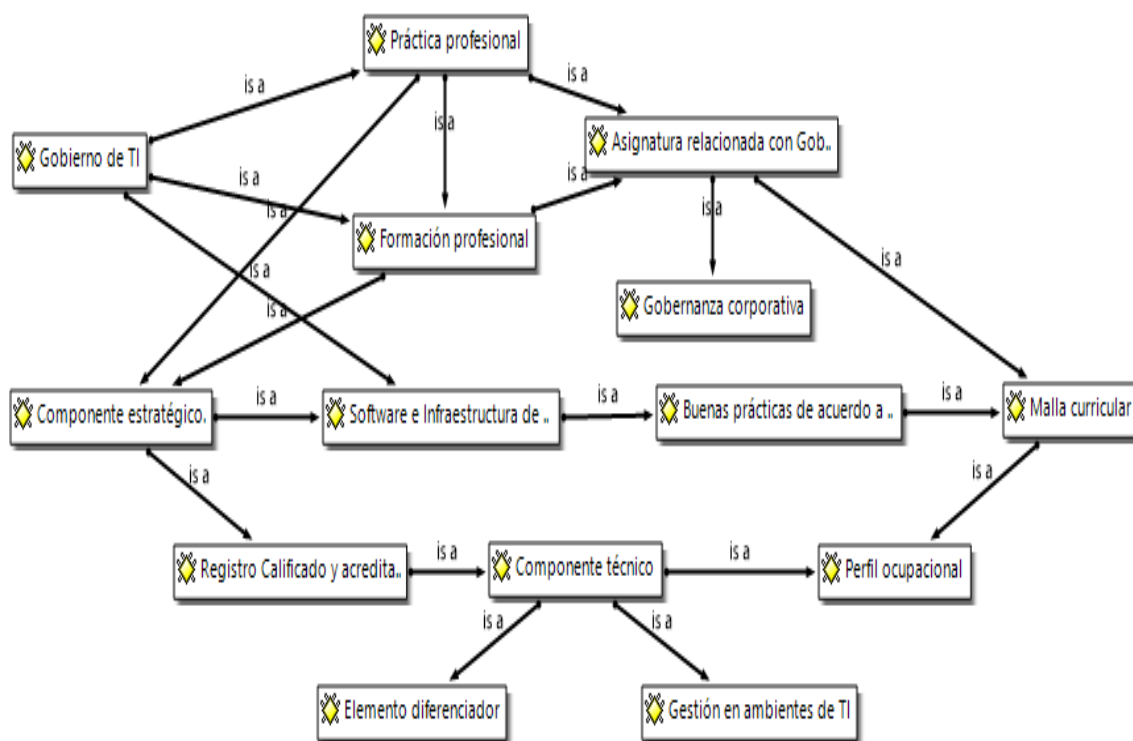 Práctica profesional
is a
is a
is a
Gobierno de TI
Asignatura relacionada con Gob..
is a
is a
is a
is a
Formación profesional
is a
is a
is a
is a
Gobernanza corporativa
Componente estratégico.
is a
Software e Infraestructura de ..
is a
Buenas prácticas de acuerdo a ..
is a
Malla curricular
is a
is a
Registro Calificado y acredita..
is a
Componente técnico
is a
Perfil ocupacional
is a
is a
Elemento diferenciador
Gestión en ambientes de TI